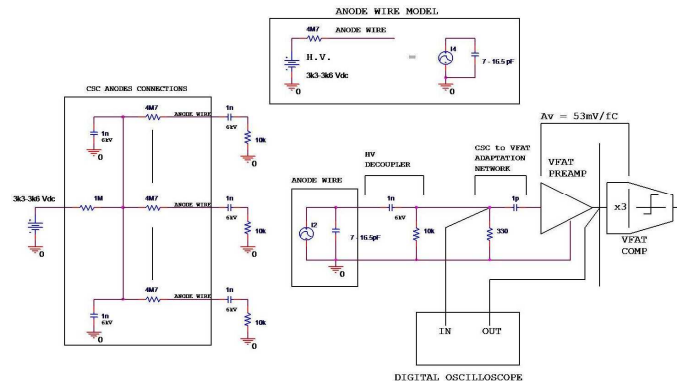 ANODE WIRE MODEL
4M7
ANODE WIRE
H.V.
3k3-3k6 Vdc
0
=
I4
7 - 16.5 pF
0
CSC ANODES CONNECTIONS
4M7
ANODE WIRE
1n
6kV
10k
0
1n
6kV
0
3k3-3k6 Vdc
0
1M
4M7
ANODE WIRE
1n
6kV
10k
0
4M7
ANODE WIRE
1n
6kV
10k
0
1n
6kV
0
ANODE WIRE
I2
7 - 16.5pF
0
HV
DECOUPLER
1n
6kV
10k
CSC to VFAT
ADAPTATION
NETWORK
1p
330
Av = 53mV/fC
VFAT
PREAMP
x3
VFAT
COMP
IN
OUT
DIGITAL OSCILLOSCOPE